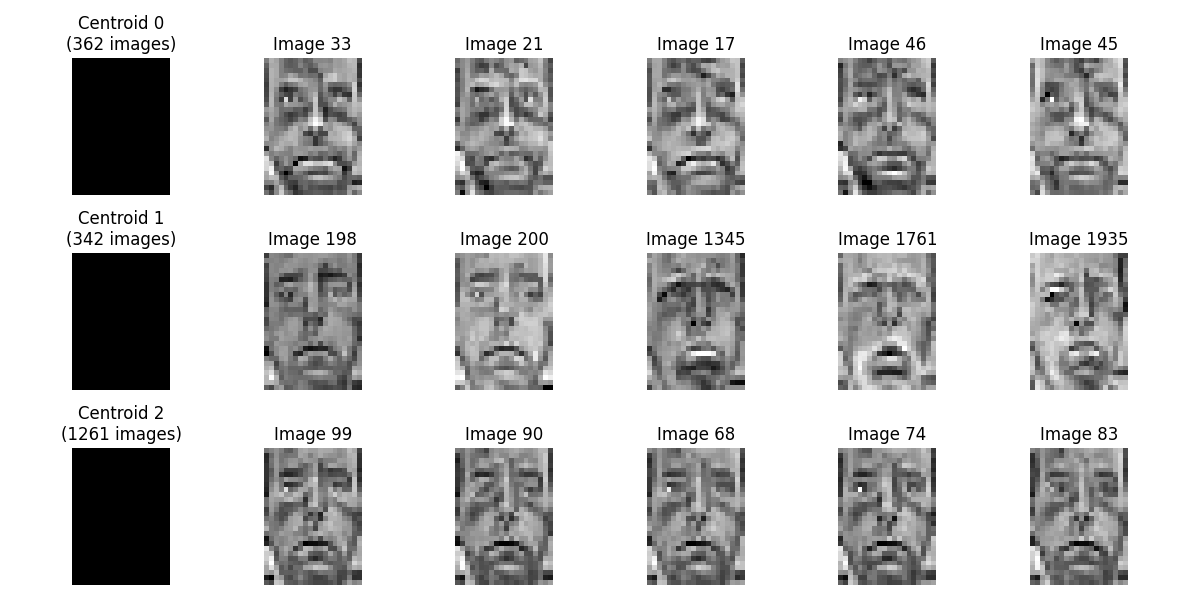 Centroid 0
(362 images)
Image 33
Image 21
Image 17
Image 46
Image 45
Centroid 1
(342 images)
Image 198
Image 200
Image 1345
Image 1761
Image 1935
Centroid 2
(1261 images)
Image 99
Image 90
Image 68
Image 74
Image 83